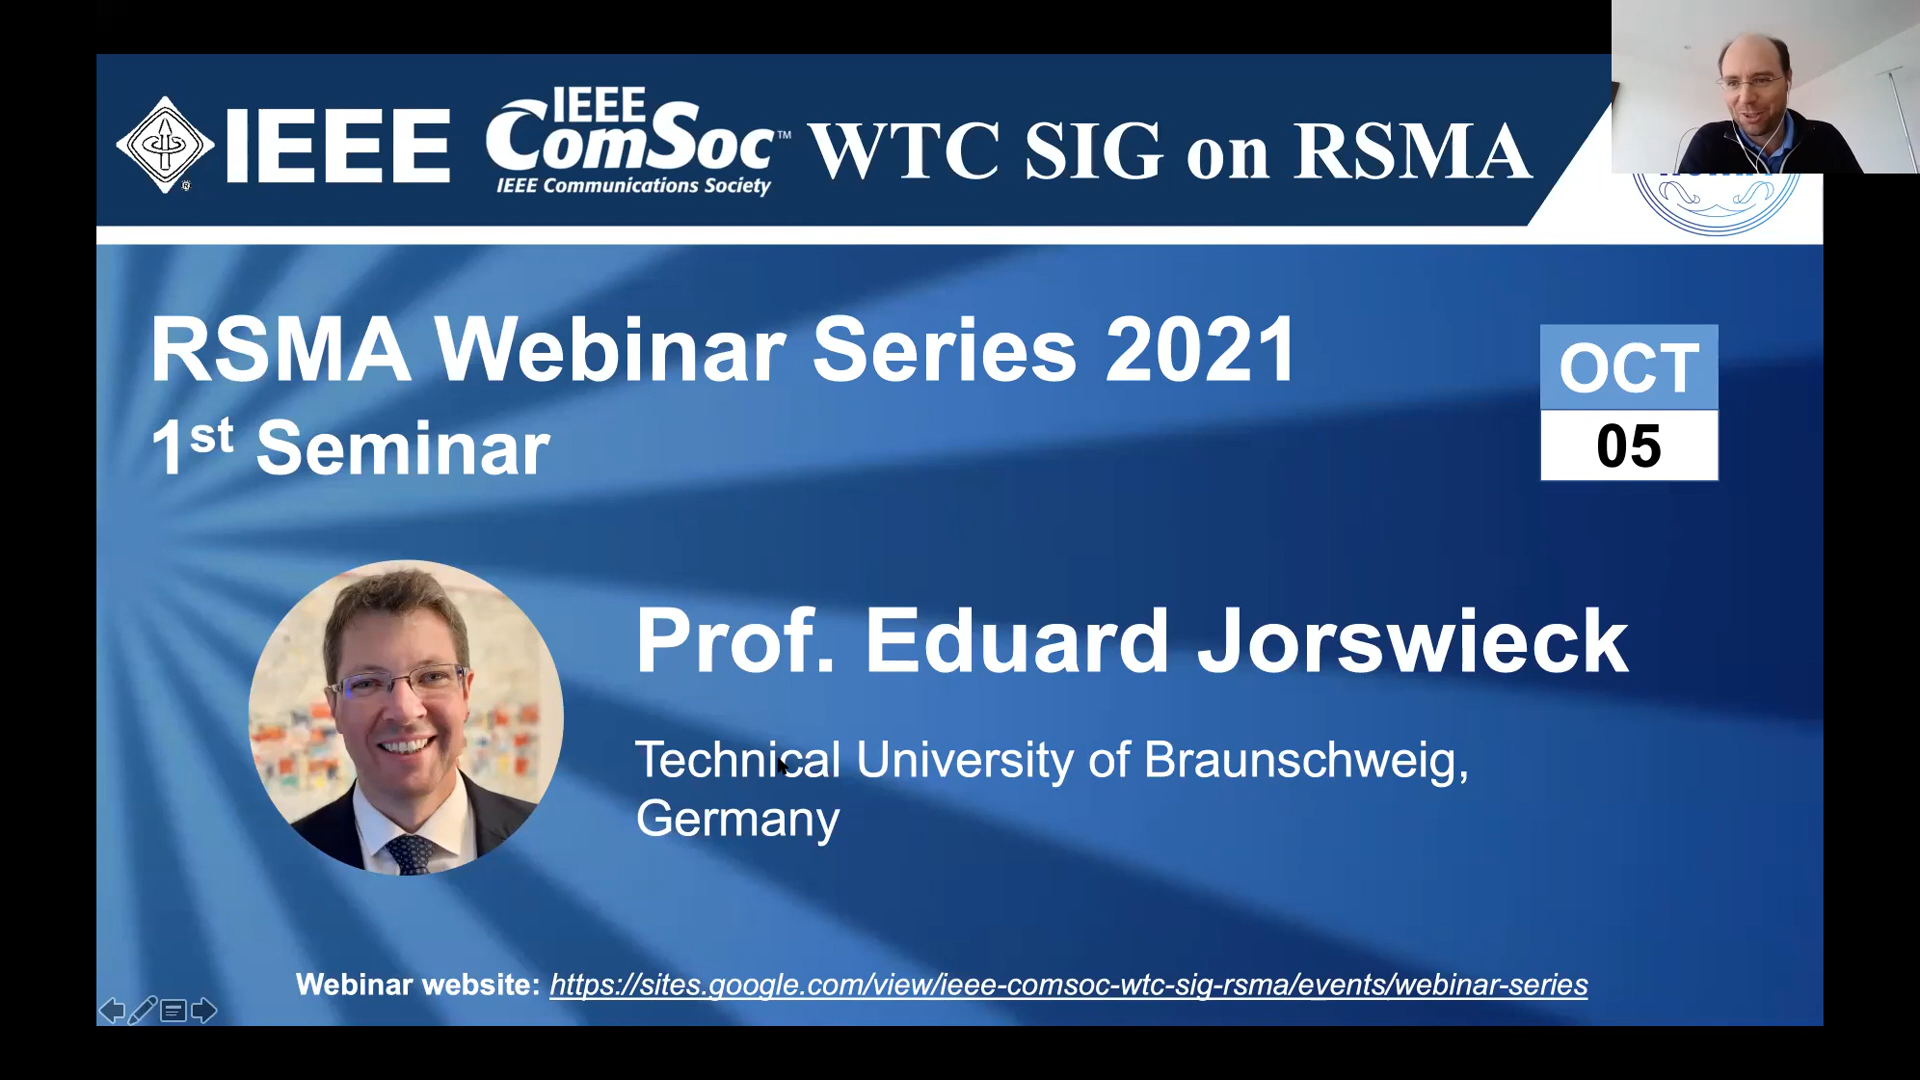 IEEE
IEEE
ComSoc™
IEEE Communications Society
WTC SIG on RSMA
RSMA Webinar Series 2021
1st Seminar
OCT
05
Prof. Eduard Jorswieck
Technical University of Braunschweig,
Germany
Webinar website: https://sites.google.com/view/ieee-comsoc-wtc-sig-rsma/events/webinar-series